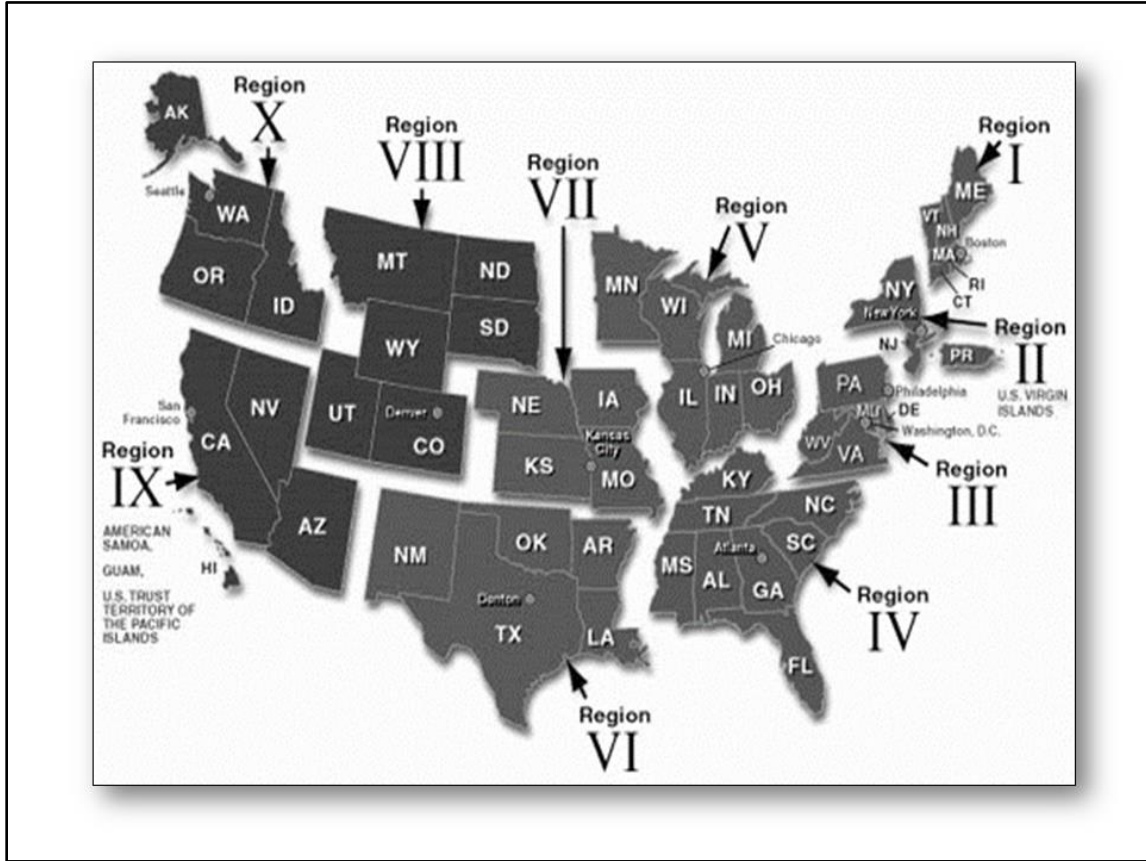 AK
Region
X
Region
VIII
Region
VII
Region
V
Region
I
Seattle
WA
OR
ID
MT
ND
SD
WY
MN
WI
MI
Chicago
ME
VT
NH
Boston
MA
RI
CT
NY
New York
NJ
PR
Region
II
U.S. VIRGIN
ISLANDS
San
Francisco
CA
NV
UT
Denver
CO
NE
IA
Kansas
City
KS
MO
IL
IN
OH
PA
Philadelphia
DE
Washington, D.C.
WV
VA
Region
III
Region
IX
AMERICAN
SAMOA,
GUAM,
U.S. TRUST
TERRITORY OF
THE PACIFIC
ISLANDS
HI
AZ
NM
OK
AR
Denton
TX
LA
Region
VI
KY
TN
NC
MS
AL
Atlanta
GA
SC
FL
Region
IV